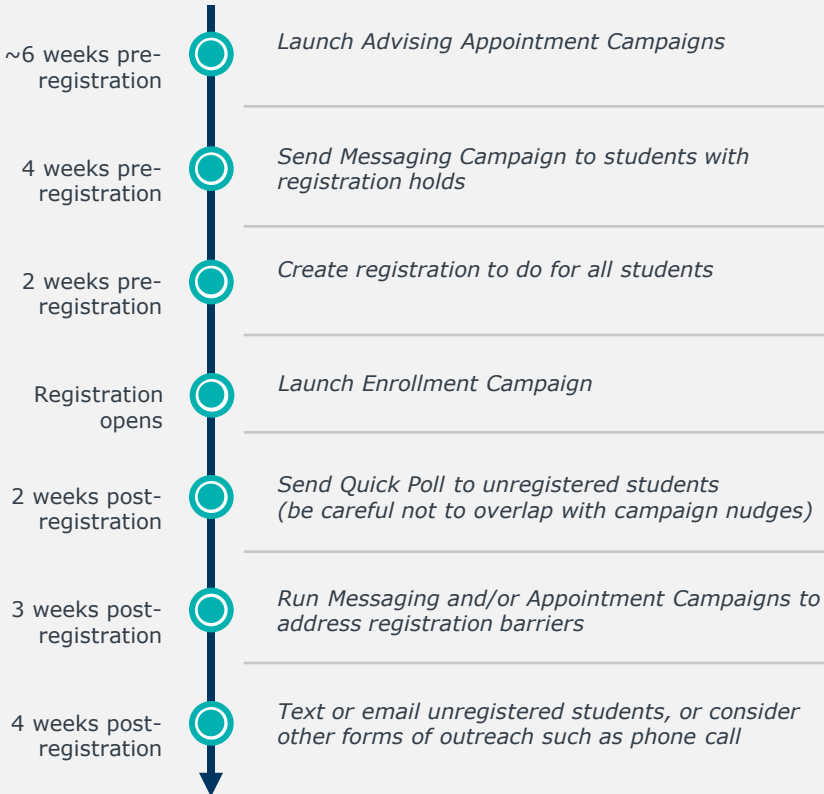 ~6 weeks pre-
registration
Launch Advising Appointment Campaigns
4 weeks pre-
registration
Send Messaging Campaign to students with
registration holds
2 weeks pre-
registration
Create registration to do for all students
Registration
opens
Launch Enrollment Campaign
2 weeks post-
registration
Send Quick Poll to unregistered students
(be careful not to overlap with campaign nudges)
3 weeks post-
registration
Run Messaging and/or Appointment Campaigns to
address registration barriers
4 weeks post-
registration
Text or email unregistered students, or consider
other forms of outreach such as phone call